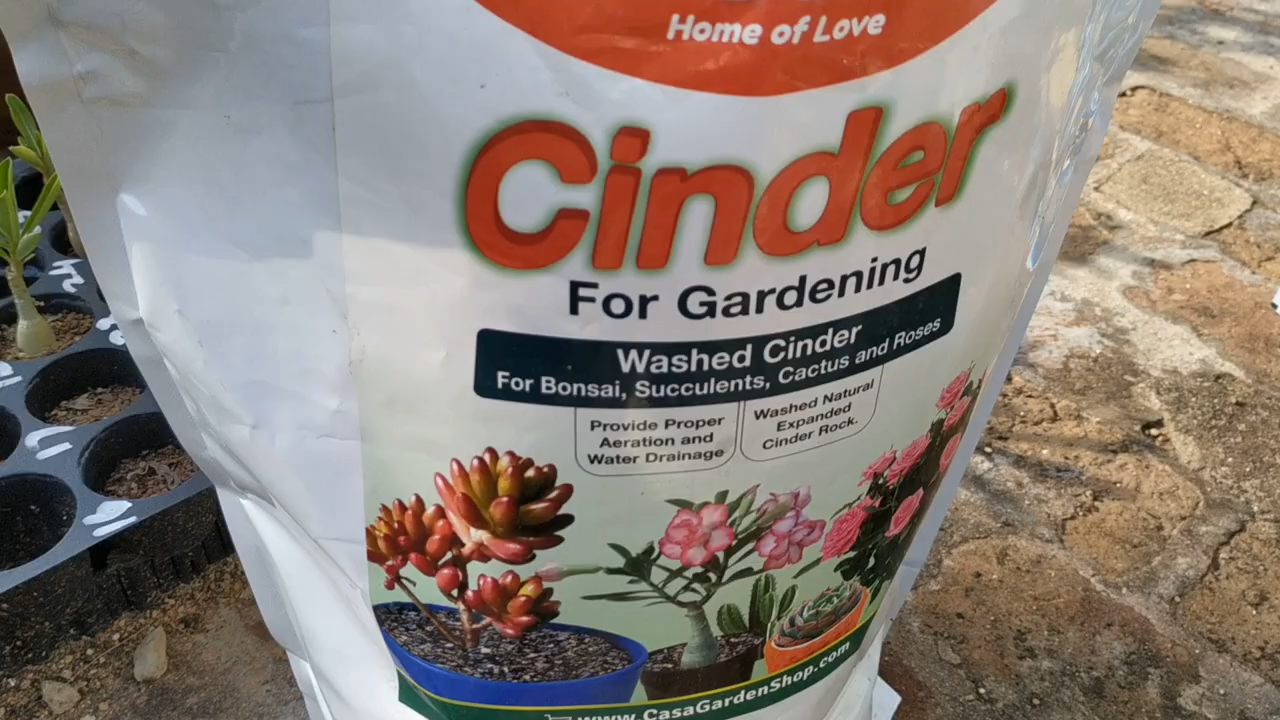 Home of Love
Cinder
For Gardening
Washed Cinder
For Bonsai, Succulents, Cactus and Roses
Provide Proper
Aeration and
Water Drainage
Washed Natural
Expanded
Cinder Rock.
www.CasaGardenShop.com